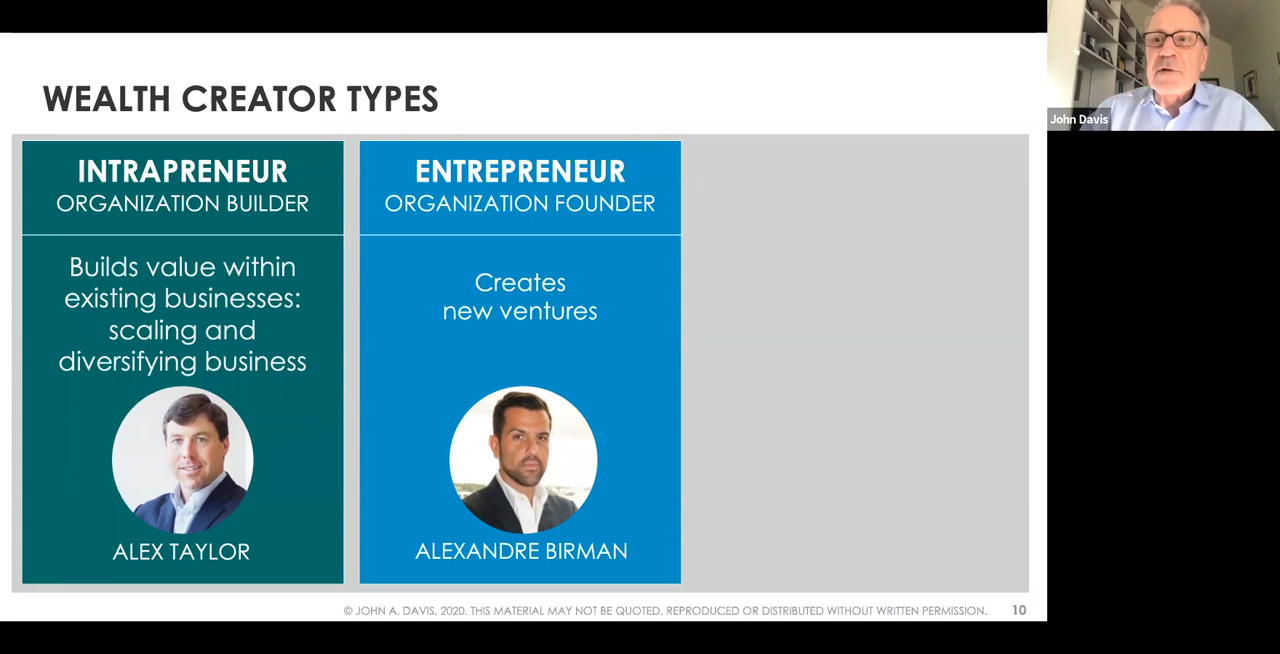 WEALTH CREATOR TYPES
INTRAPRENEUR
ORGANIZATION BUILDER
Builds value within
existing businesses:
scaling and
diversifying business
ALEX TAYLOR
ENTREPRENEUR
ORGANIZATION FOUNDER
Creates
new ventures
ALEXANDRE BIRMAN
© JOHN A. DAVIS, 2020. THIS MATERIAL MAY NOT BE QUOTED, REPRODUCED OR DISTRIBUTED WITHOUT WRITTEN PERMISSION.
10
John Davis